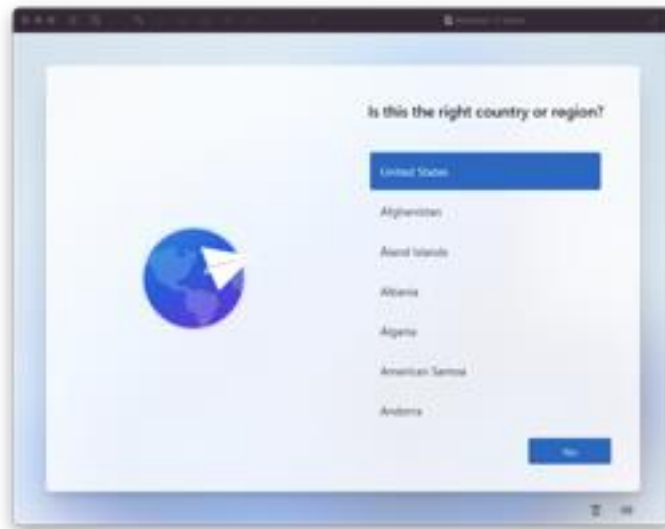 Is this the right country or region?
United States
Afghanistan
Åland Islands
Albania
Algeria
American Samoa
Andorra
Yes